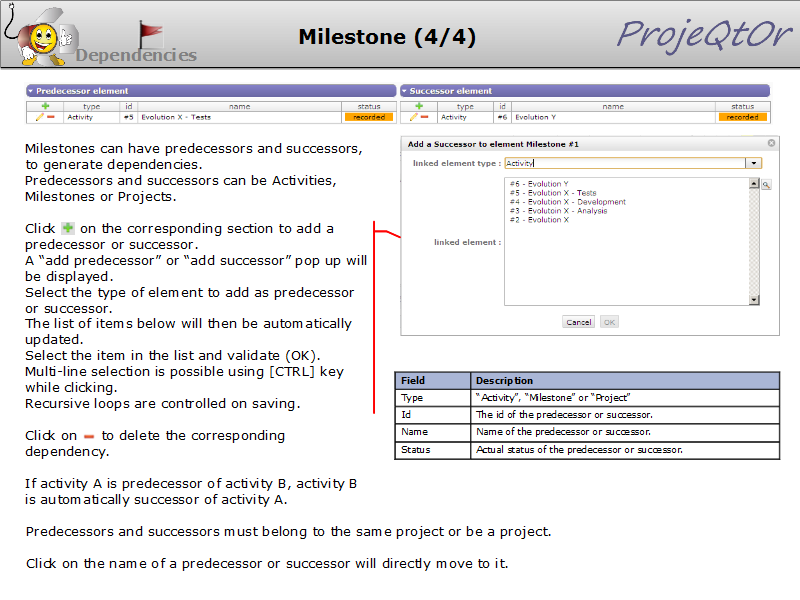 Dependencies
Milestone (4/4)
ProjeQtOr
Predecessor element
type id name status
Activity #5 Evolution X - Tests recorded
Successor element
type id name status
Activity #6 Evolution Y recorded
Milestones can have predecessors and successors,
to generate dependencies.
Predecessors and successors can be Activities,
Milestones or Projects.
Click on the corresponding section to add a
predecessor or successor.
A “add predecessor” or “add successor” pop up will
be displayed.
Select the type of element to add as predecessor
or successor.
The list of items below will then be automatically
updated.
Select the item in the list and validate (OK).
Multi-line selection is possible using [CTRL] key
while clicking.
Recursive loops are controlled on saving.
Click on to delete the corresponding
dependency.
If activity A is predecessor of activity B, activity B
is automatically successor of activity A.
Predecessors and successors must belong to the same project or be a project.
Click on the name of a predecessor or successor will directly move to it.
Add a Successor to element Milestone #1
linked element type : Activity
#6 - Evolution Y
#5 - Evolution X - Tests
#4 - Evolution X - Development
#3 - Evolution X - Analysis
#2 - Evolution X
linked element :
Cancel OK
Field Description
Type “Activity”, “Milestone” or “Project”
Id The id of the predecessor or successor.
Name Name of the predecessor or successor.
Status Actual status of the predecessor or successor.